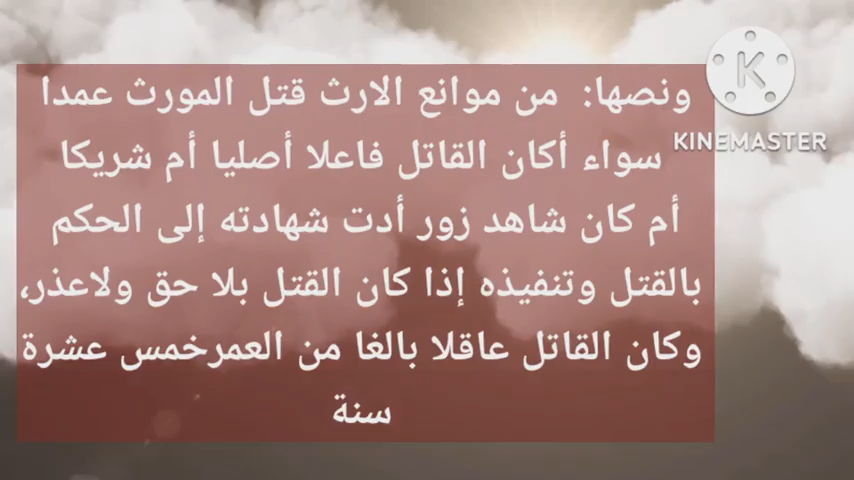 ونصها: من موانع الارث قتل المورث عمدا
سواء أكان القاتل فاعلا أصليا أم شريكا
أم كان شاهد زور أدت شهادته إلى الحكم
بالقتل وتنفيذه إذا كان القتل بلا حق ولاعذر،
وكان القاتل عاقلا بالغا من العمرخمس عشرة
سنة
K
KINEMASTER